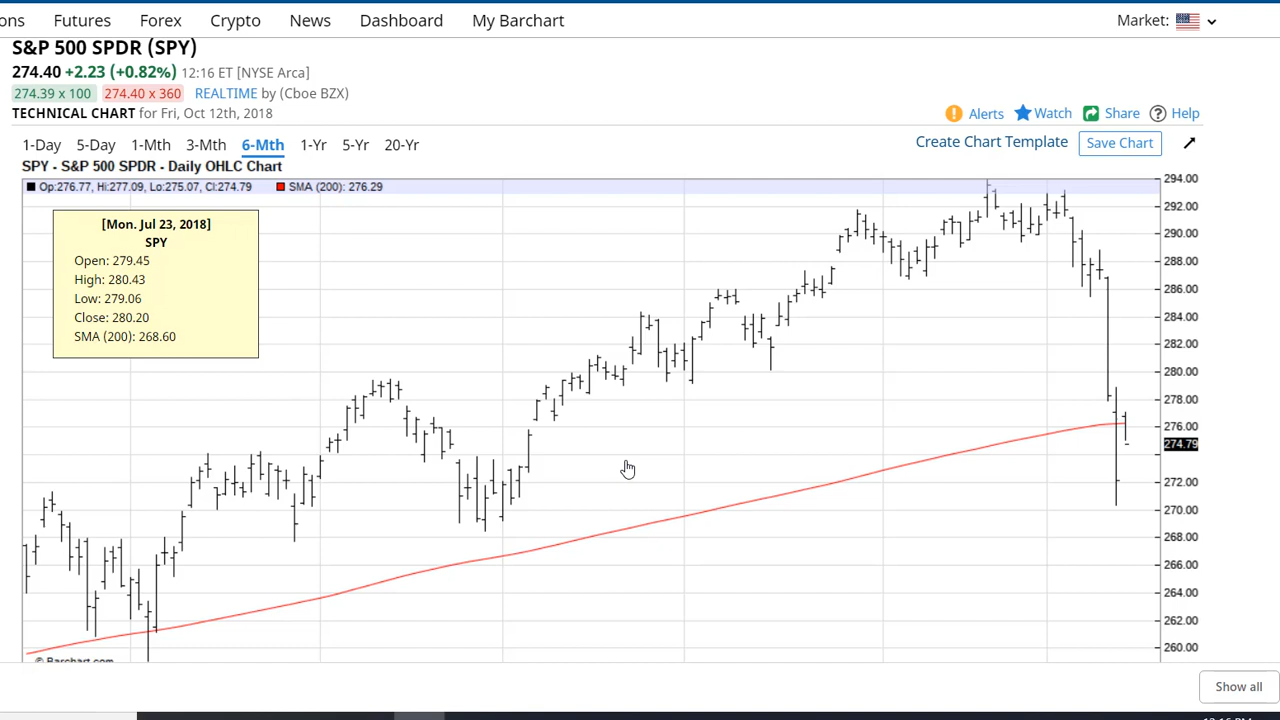 ons Futures Forex Crypto News Dashboard My Barchart Market:
S&P 500 SPDR (SPY)
274.40 +2.23 (+0.82%) 12:16 ET [NYSE Arca]
274.39 x 100 274.40 x 360 REALTIME by (Cboe BZX)
TECHNICAL CHART for Fri, Oct 12th, 2018
Alerts Watch Share Help
1-Day 5-Day 1-Mth 3-Mth 6-Mth 1-Yr 5-Yr 20-Yr
Create Chart Template Save Chart
SPY - S&P 500 SPDR - Daily OHLC Chart
Op:276.77, Hi:277.09, Lo:275.07, Cl:274.79 SMA (200): 276.29
[Mon. Jul 23, 2018]
SPY
Open: 279.45
High: 280.43
Low: 279.06
Close: 280.20
SMA (200): 268.60
294.00
292.00
290.00
288.00
286.00
284.00
282.00
280.00
278.00
276.00
274.79
272.00
270.00
268.00
266.00
264.00
262.00
260.00
© Barchart.com
Show all